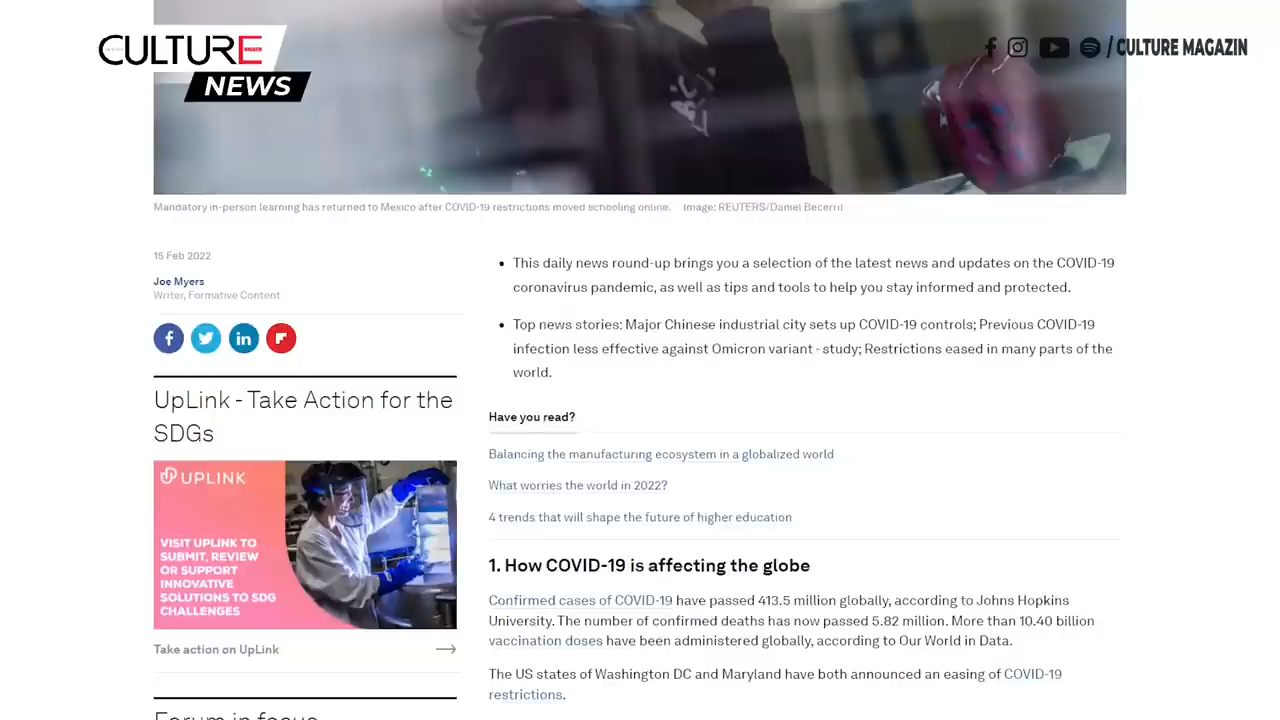 CULTURE
NEWS
/ CULTURE MAGAZIN
Mandatory in-person learning has returned to Mexico after COVID-19 restrictions moved schooling online. Image: REUTERS/Daniel Becerril
15 Feb 2022
Joe Myers
Writer, Formative Content
UpLink - Take Action for the
SDGs
UPLINK
VISIT UPLINK TO
SUBMIT, REVIEW
OR SUPPORT
INNOVATIVE
SOLUTIONS TO SDG
CHALLENGES
Take action on UpLink
Forum in focus
• This daily news round-up brings you a selection of the latest news and updates on the COVID-19
coronavirus pandemic, as well as tips and tools to help you stay informed and protected.
• Top news stories: Major Chinese industrial city sets up COVID-19 controls; Previous COVID-19
infection less effective against Omicron variant - study; Restrictions eased in many parts of the
world.
Have you read?
Balancing the manufacturing ecosystem in a globalized world
What worries the world in 2022?
4 trends that will shape the future of higher education
1. How COVID-19 is affecting the globe
Confirmed cases of COVID-19 have passed 413.5 million globally, according to Johns Hopkins
University. The number of confirmed deaths has now passed 5.82 million. More than 10.40 billion
vaccination doses have been administered globally, according to Our World in Data.
The US states of Washington DC and Maryland have both announced an easing of COVID-19
restrictions.